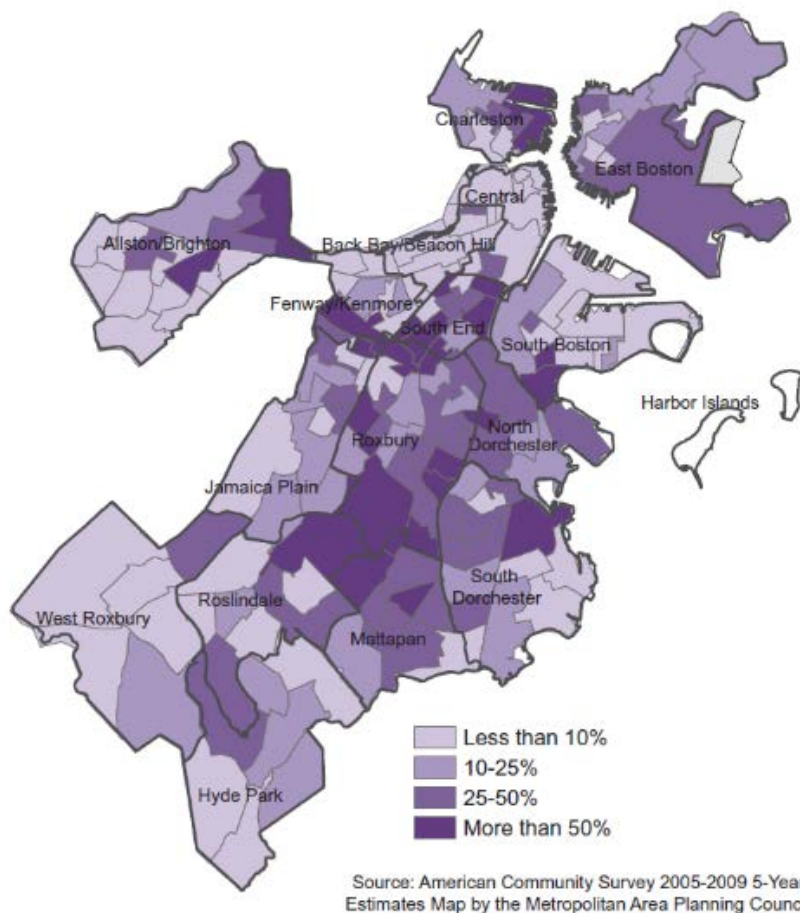 Charleston
East Boston
Central
Allston/Brighton
Back Bay/Beacon Hill
Fenway/Kenmore
South End
South Boston
Harbor Islands
North
Dorchester
Roxbury
Jamaica Plain
South
Dorchester
Roslindale
West Roxbury
Mattapan
Hyde Park
Less than 10%
10-25%
25-50%
More than 50%
Source: American Community Survey 2005-2009 5-Year
Estimates Map by the Metropolitan Area Planning Counc